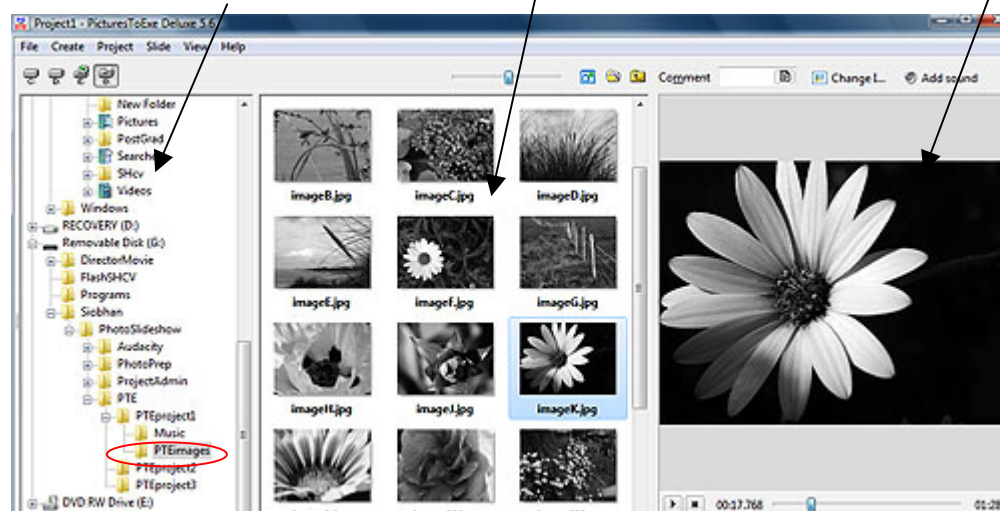 Project1 - PicturesToExe Deluxe 5.6
File Create Project Slide View Help
Comment Change I... Add sound
New Folder
Pictures
PostGrad
Searches
SHcv
Videos
Windows
RECOVERY (D:)
Removable Disk (G:)
DirectorMovie
FlashSHCV
Programs
Siobhan
PhotoSlideshow
Audacity
PhotoPrep
ProjectAdmin
PTE
PTEproject1
Music
PTEimages
PTEproject2
PTEproject3
DVD RW Drive (E:)
imageB.jpg imageC.jpg imageD.jpg
imageE.jpg imageF.jpg imageG.jpg
imageH.jpg imageJ.jpg imageK.jpg
00:17.768 01:28